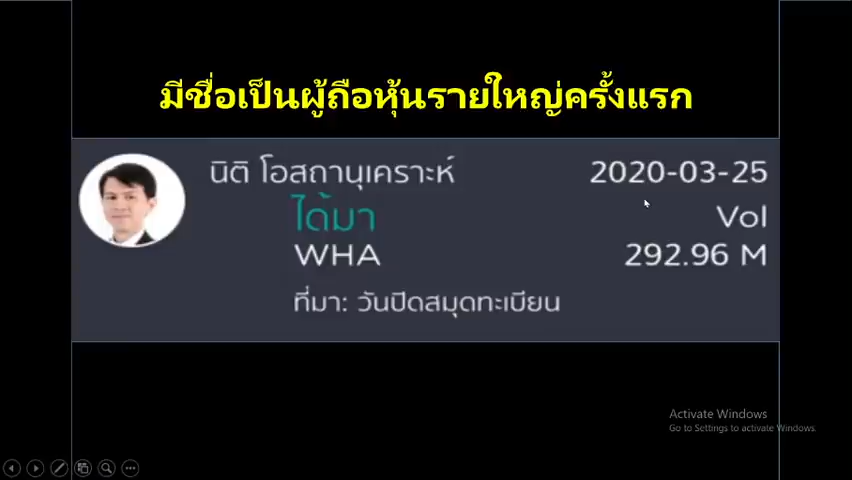 มีชื่อเป็นผู้ถือหุ้นรายใหญ่ครั้งแรก
นิติ โอสถานุเคราะห์ 2020-03-25
ได้มา Vol
WHA 292.96 M
ที่มา: วันปิดสมุดทะเบียน
Activate Windows
Go to Settings to activate Windows.